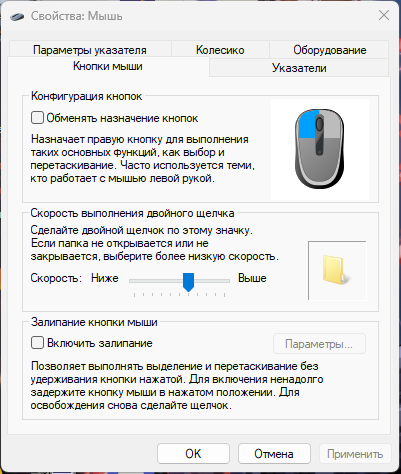 Свойства: Мышь
Параметры указателя Колесико Оборудование
Кнопки мыши Указатели
Конфигурация кнопок
Обменять назначение кнопок
Назначает правую кнопку для выполнения
таких основных функций, как выбор и
перетаскивание. Часто используется теми,
кто работает с мышью левой рукой.
Скорость выполнения двойного щелчка
Сделайте двойной щелчок по этому значку.
Если папка не открывается или не
закрывается, выберите более низкую скорость.
Скорость: Ниже Выше
Залипание кнопки мыши
Включить залипание Параметры...
Позволяет выполнять выделение и перетаскивание без
удерживания кнопки нажатой. Для включения ненадолго
задержите кнопку мыши в нажатом положении. Для
освобождения снова сделайте щелчок.
OK Отмена Применить